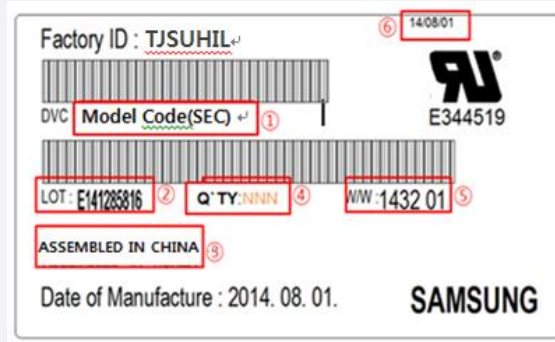 ⑥ 14/08/01
Factory ID : TJSUHIL
E344519
DVC Model Code(SEC) ①
LOT : E141285816 ② Q`TY:NNN ④ W/W :1432 01 ⑤
ASSEMBLED IN CHINA ③
Date of Manufacture : 2014. 08. 01.
SAMSUNG